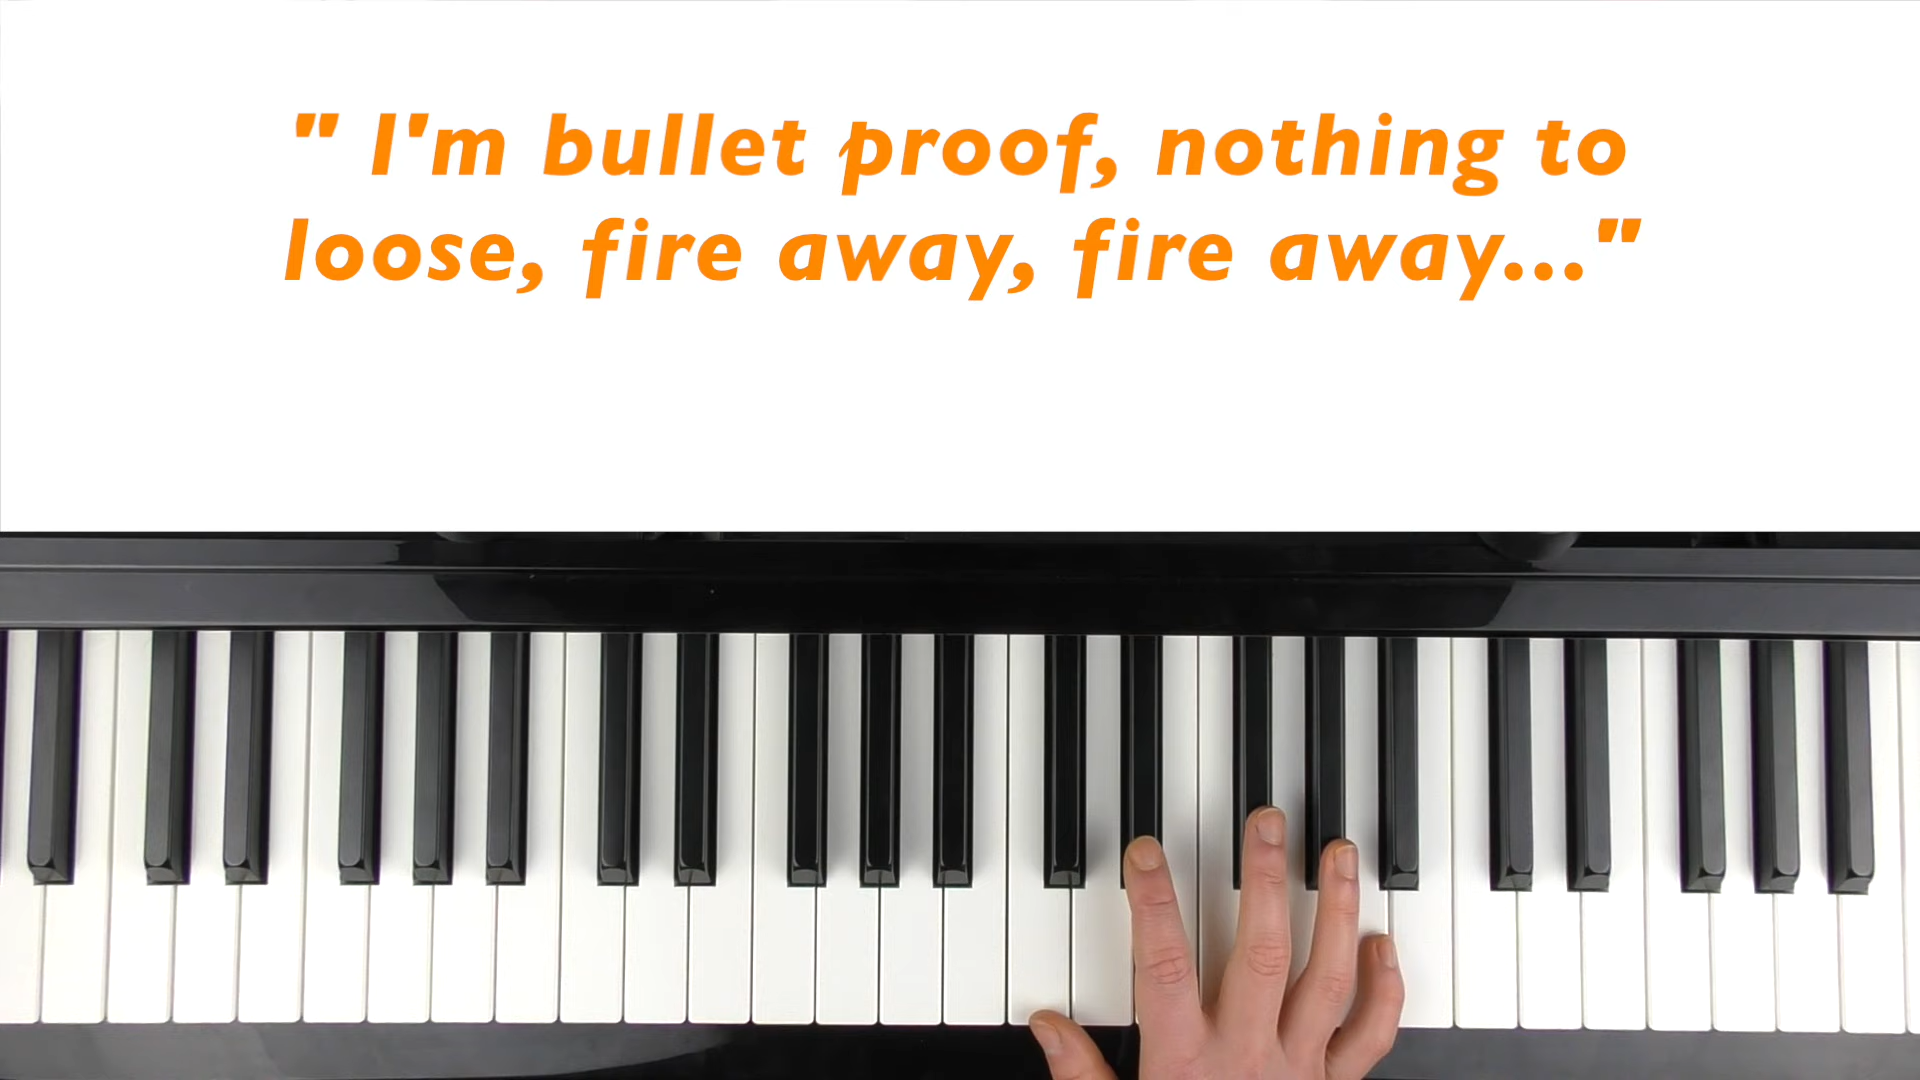 " I'm bullet proof, nothing to
loose, fire away, fire away..."